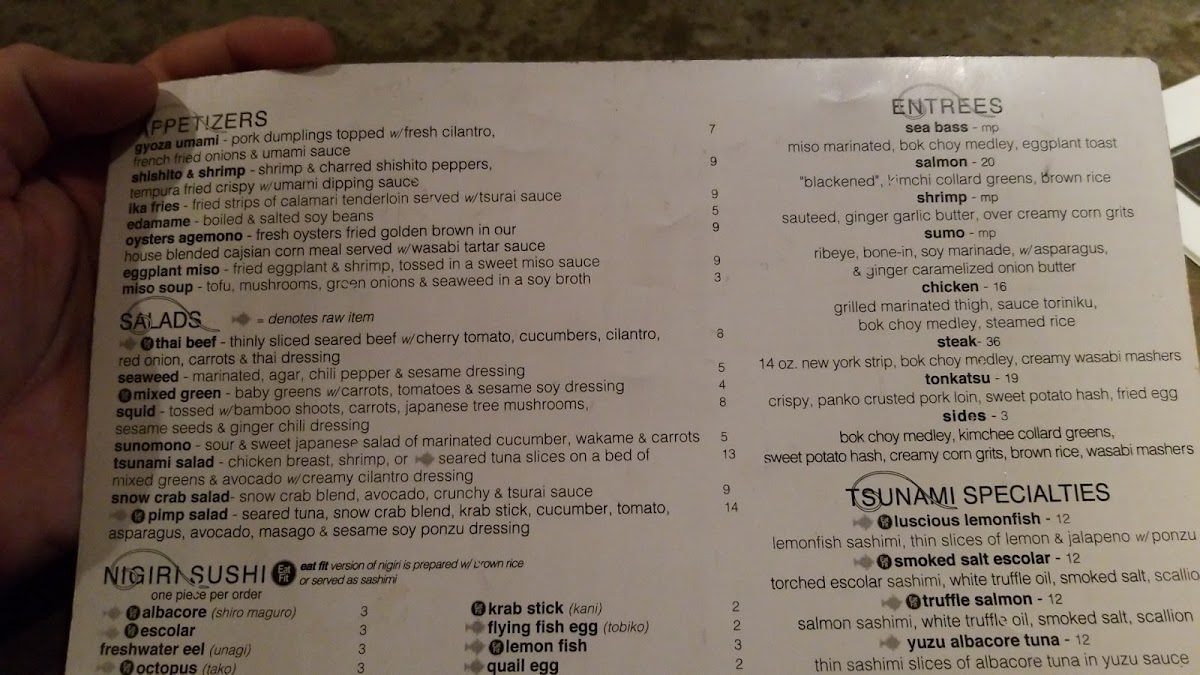 APPETIZERS
gyoza umami - pork dumplings topped w/fresh cilantro, 7
french fried onions & umami sauce
shishito & shrimp - shrimp & charred shishito peppers, 9
tempura fried crispy w/umami dipping sauce
ika fries - fried strips of calamari tenderloin served w/tsurai sauce 9
edamame - boiled & salted soy beans 5
oysters agemono - fresh oysters fried golden brown in our 9
house blended cajsian corn meal served w/wasabi tartar sauce
eggplant miso - fried eggplant & shrimp, tossed in a sweet miso sauce 9
miso soup - tofu, mushrooms, green onions & seaweed in a soy broth 3
SALADS = denotes raw item
thai beef - thinly sliced seared beef w/cherry tomato, cucumbers, cilantro, 8
red onion, carrots & thai dressing
seaweed - marinated, agar, chili pepper & sesame dressing 5
mixed green - baby greens w/carrots, tomatoes & sesame soy dressing 4
squid - tossed w/bamboo shoots, carrots, japanese tree mushrooms, 8
sesame seeds & ginger chili dressing
sunomono - sour & sweet japanese salad of marinated cucumber, wakame & carrots 5
tsunami salad - chicken breast, shrimp, or seared tuna slices on a bed of 13
mixed greens & avocado w/creamy cilantro dressing
snow crab salad- snow crab blend, avocado, crunchy & tsurai sauce 9
pimp salad - seared tuna, snow crab blend, krab stick, cucumber, tomato, 14
asparagus, avocado, masago & sesame soy ponzu dressing
NIGIRI SUSHI Eat Fit eat fit version of nigiri is prepared w/brown rice
or served as sashimi
one piece per order
albacore (shiro maguro) 3
escolar 3
freshwater eel (unagi) 3
octopus (tako) 3
krab stick (kani) 2
flying fish egg (tobiko) 2
lemon fish 3
quail egg 2
ENTREES
sea bass - mp
miso marinated, bok choy medley, eggplant toast
salmon - 20
"blackened", kimchi collard greens, brown rice
shrimp - mp
sauteed, ginger garlic butter, over creamy corn grits
sumo - mp
ribeye, bone-in, soy marinade, w/asparagus,
& ginger caramelized onion butter
chicken - 16
grilled marinated thigh, sauce toriniku,
bok choy medley, steamed rice
steak- 36
14 oz. new york strip, bok choy medley, creamy wasabi mashers
tonkatsu - 19
crispy, panko crusted pork loin, sweet potato hash, fried egg
sides - 3
bok choy medley, kimchee collard greens,
sweet potato hash, creamy corn grits, brown rice, wasabi mashers
TSUNAMI SPECIALTIES
luscious lemonfish - 12
lemonfish sashimi, thin slices of lemon & jalapeno w/ponzu
smoked salt escolar - 12
torched escolar sashimi, white truffle oil, smoked salt, scallio
truffle salmon - 12
salmon sashimi, white truffle oil, smoked salt, scallion
yuzu albacore tuna - 12
thin sashimi slices of albacore tuna in yuzu sauce